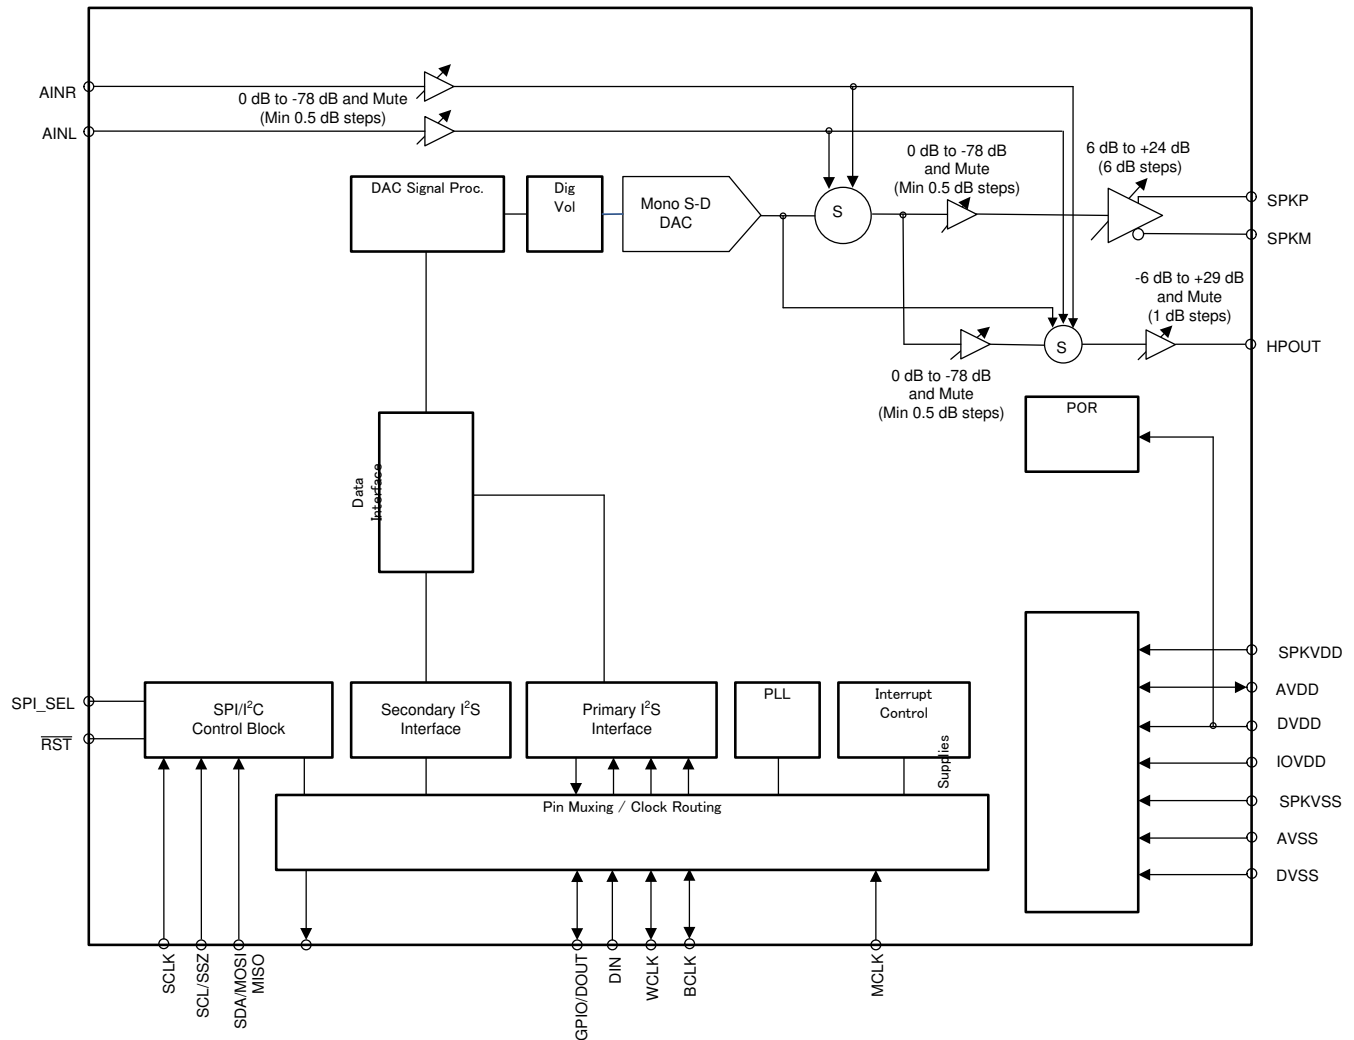 AINR
0 dB to -78 dB and Mute
(Min 0.5 dB steps)
AINL
0 dB to -78 dB
and Mute
(Min 0.5 dB steps)
6 dB to +24 dB
(6 dB steps)
DAC Signal Proc.
Dig
Vol
Mono S-D
DAC
S
SPKP
SPKM
-6 dB to +29 dB
and Mute
(1 dB steps)
S
HPOUT
0 dB to -78 dB
and Mute
(Min 0.5 dB steps)
POR
Data
Interface
SPI_SEL
RST
SPI/I²C
Control Block
Secondary I²S
Interface
Primary I²S
Interface
PLL
Interrupt
Control
Supplies
SPKVDD
AVDD
DVDD
IOVDD
SPKVSS
AVSS
DVSS
Pin Muxing / Clock Routing
SCLK
SCL/SSZ
SDA/MOSI
MISO
GPIO/DOUT
DIN
WCLK
BCLK
MCLK